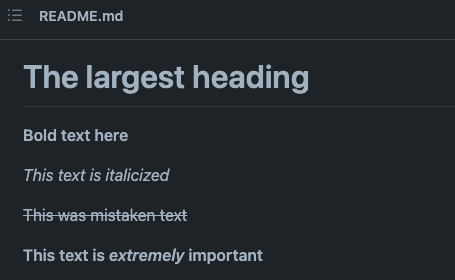 README.md
The largest heading
Bold text here
This text is italicized
This was mistaken text
This text is extremely important